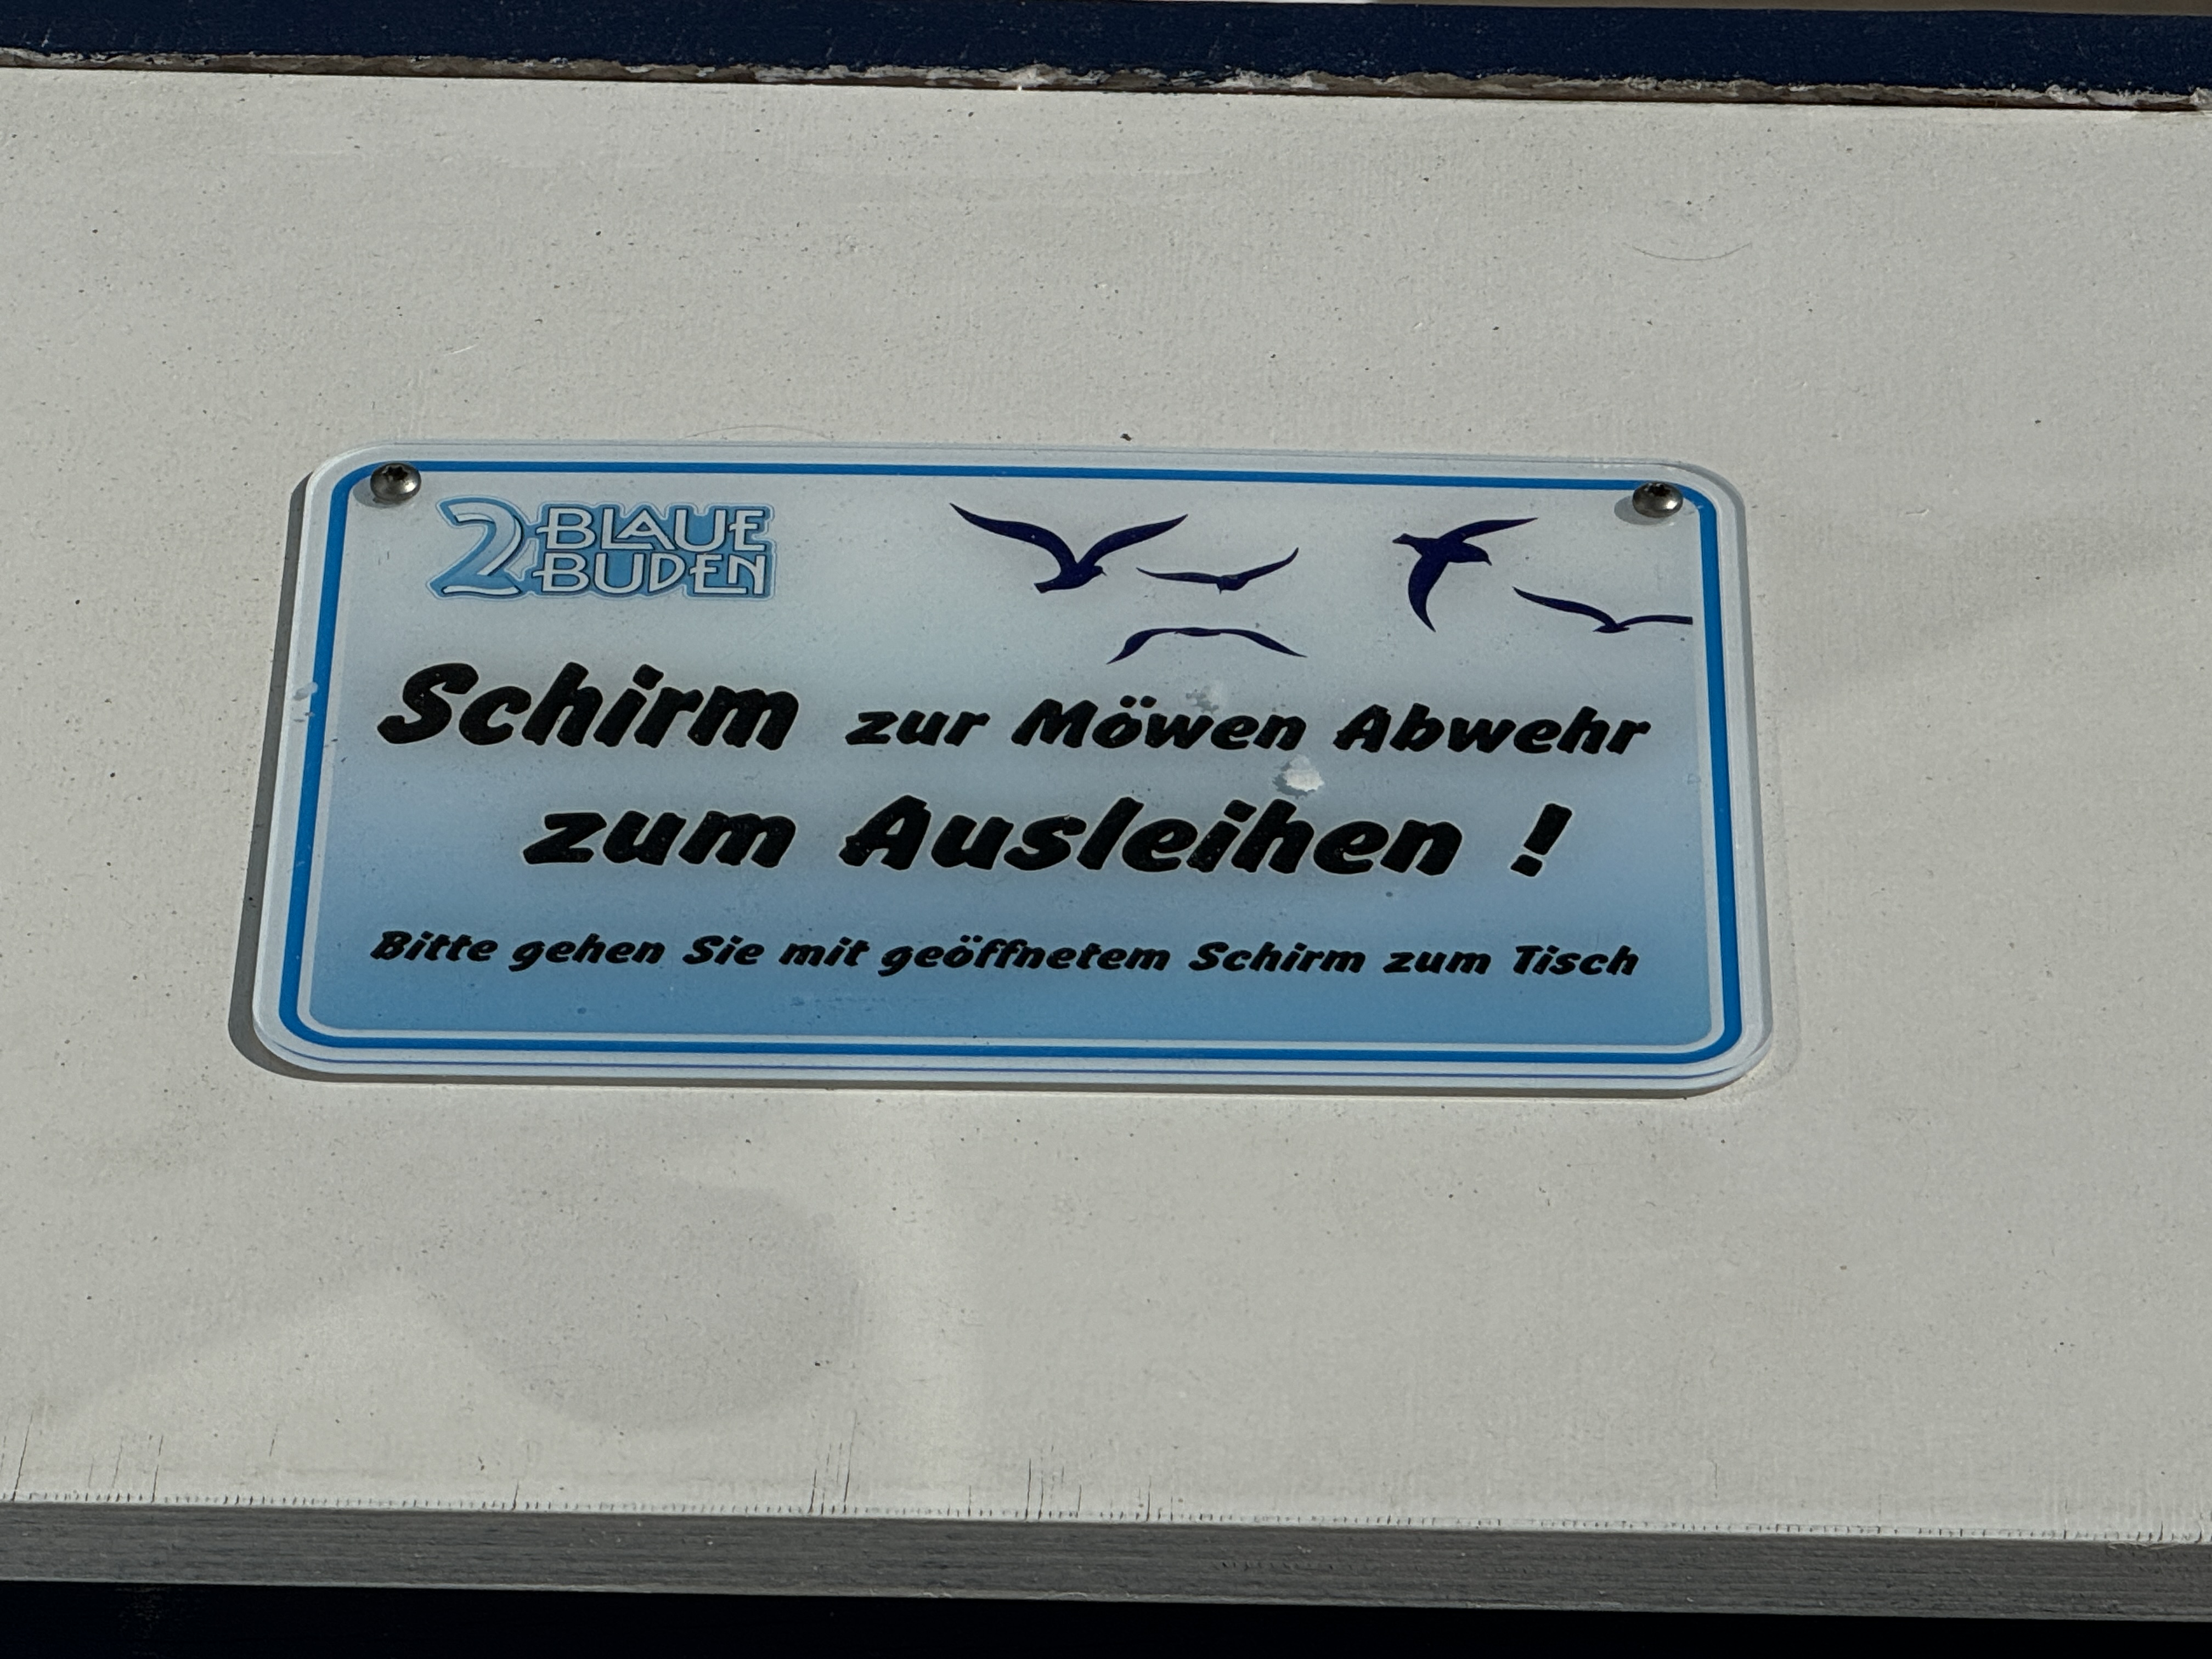 2 BLAUE
BUDEN
Schirm zur Möwen Abwehr
zum Ausleihen !
Bitte gehen Sie mit geöffnetem Schirm zum Tisch